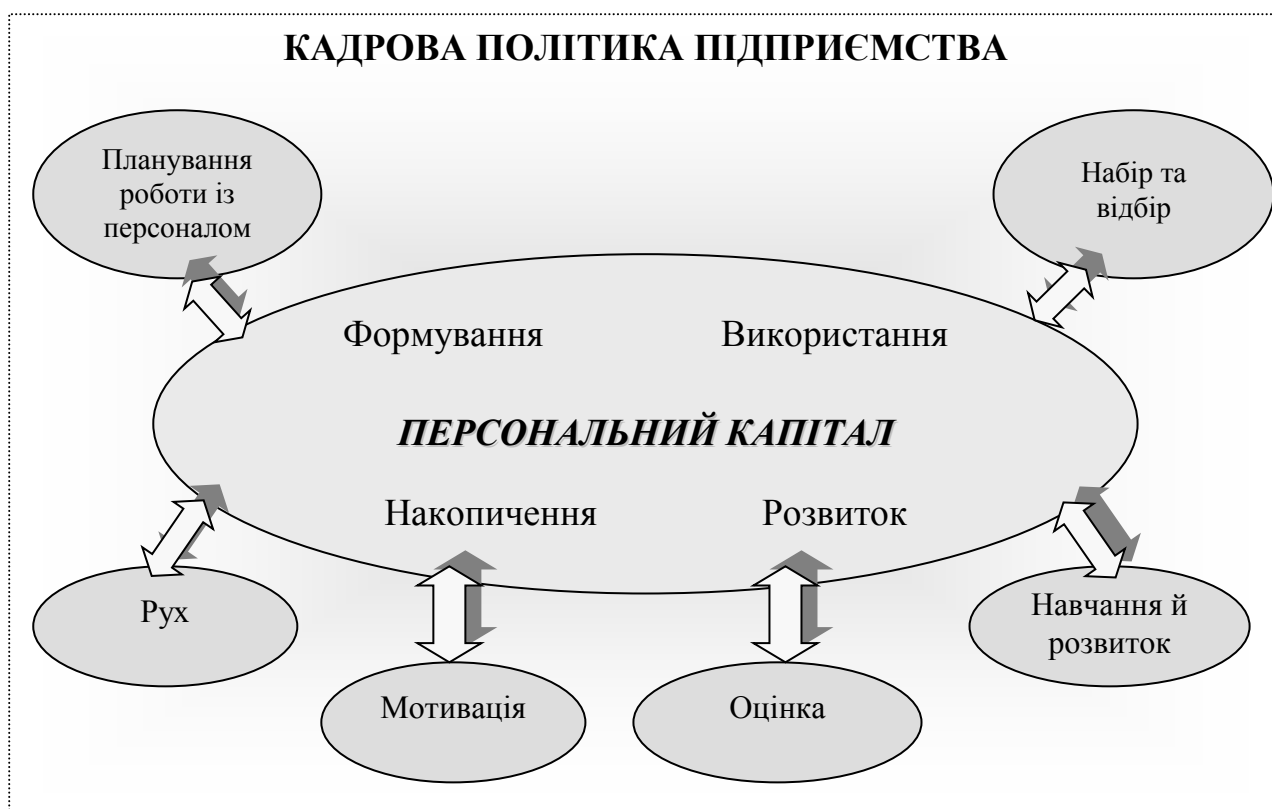 КАДРОВА ПОЛІТИКА ПІДПРИЄМСТВА
Планування
роботи із
персоналом
Набір та
відбір
Формування
Використання
ПЕРСОНАЛЬНИЙ КАПІТАЛ
Накопичення
Розвиток
Рух
Навчання й
розвиток
Мотивація
Оцінка